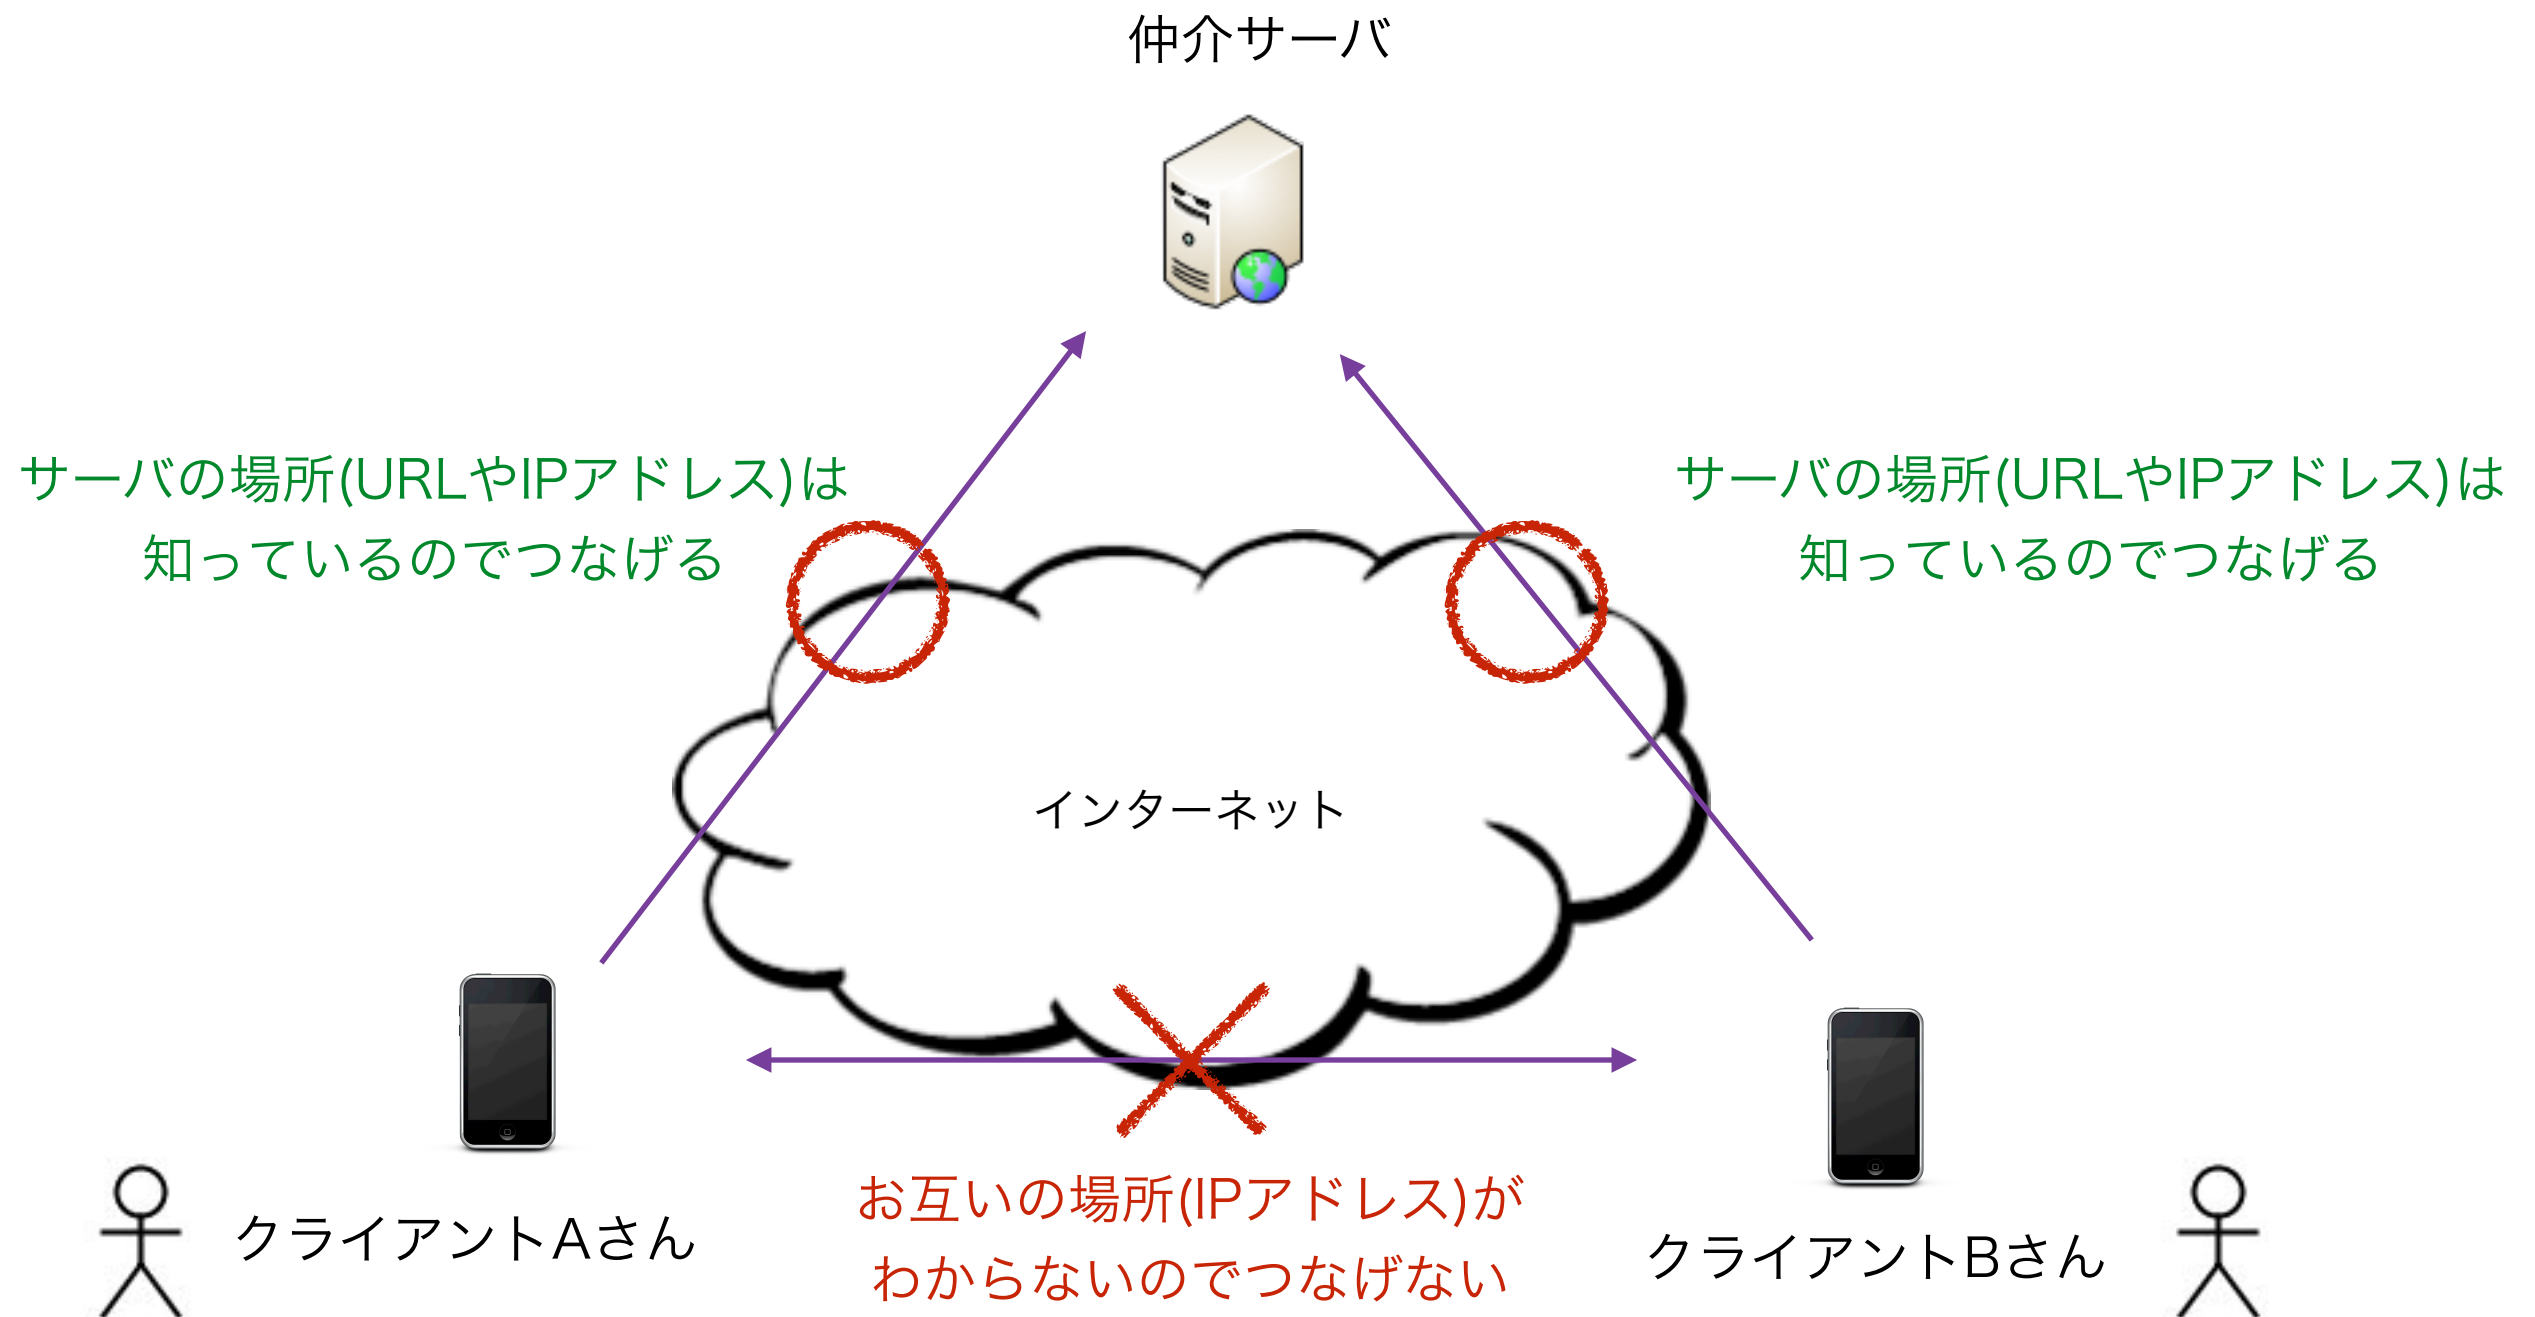 仲介サーバ
サーバの場所(URLやIPアドレス)は
知っているのでつなげる
サーバの場所(URLやIPアドレス)は
知っているのでつなげる
インターネット
お互いの場所(IPアドレス)が
わからないのでつなげない
クライアントAさん
クライアントBさん